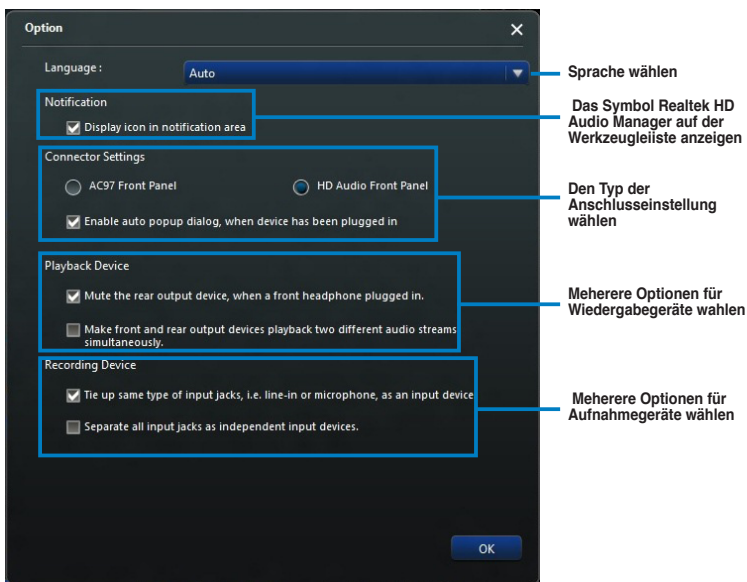 Option
Language :
Auto
Sprache wählen
Notification
Display icon in notification area
Das Symbol Realtek HD
Audio Manager auf der
Werkzeugleiiste anzeigen
Connector Settings
AC97 Front Panel
HD Audio Front Panel
Enable auto popup dialog, when device has been plugged in
Den Typ der
Anschlusseinstellung
wählen
Playback Device
Mute the rear output device, when a front headphone plugged in.
Make front and rear output devices playback two different audio streams
simultaneously.
Meherere Optionen für
Wiedergabegeräte wahlen
Recording Device
Tie up same type of input jacks, i.e. line-in or microphone, as an input device
Separate all input jacks as independent input devices.
Meherere Optionen für
Aufnahmegeräte wählen
OK